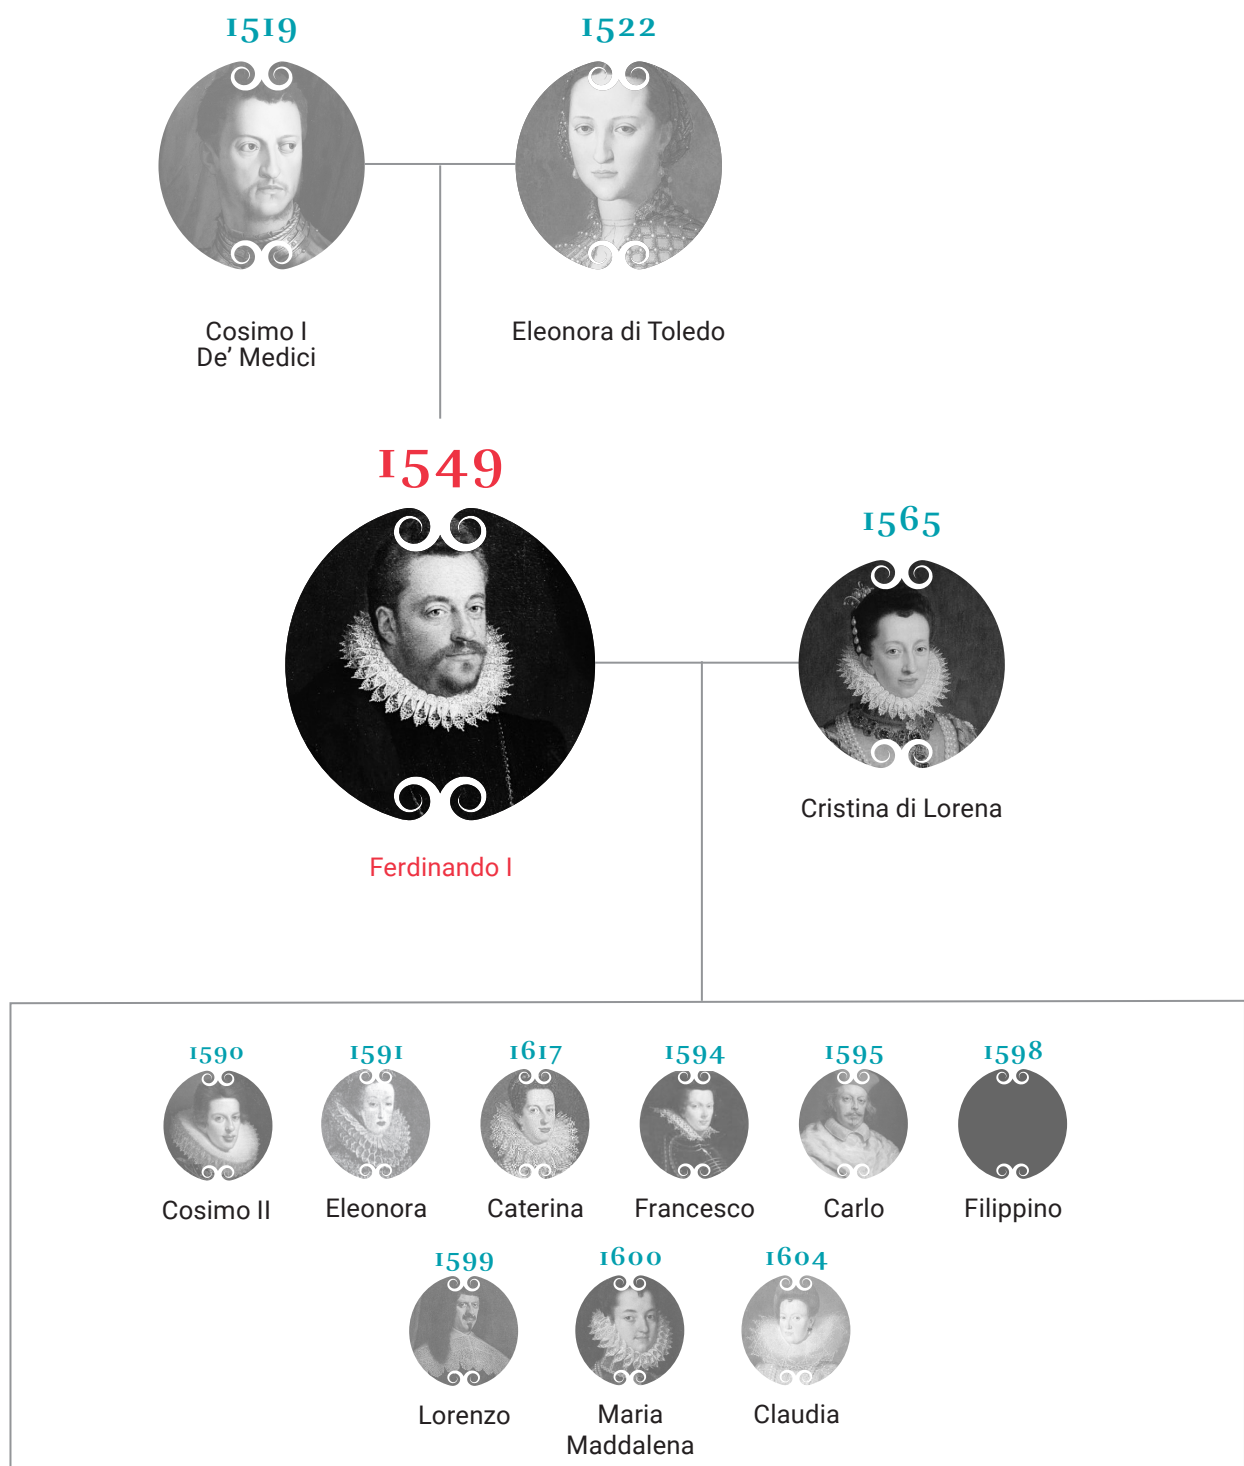 1519
1522
Cosimo I
De’ Medici
Eleonora di Toledo
1549
1565
Cristina di Lorena
Ferdinando I
1590
1591
1617
1594
1595
1598
Cosimo II
Eleonora
Caterina
Francesco
Carlo
Filippino
1599
1600
1604
Lorenzo
Maria
Maddalena
Claudia